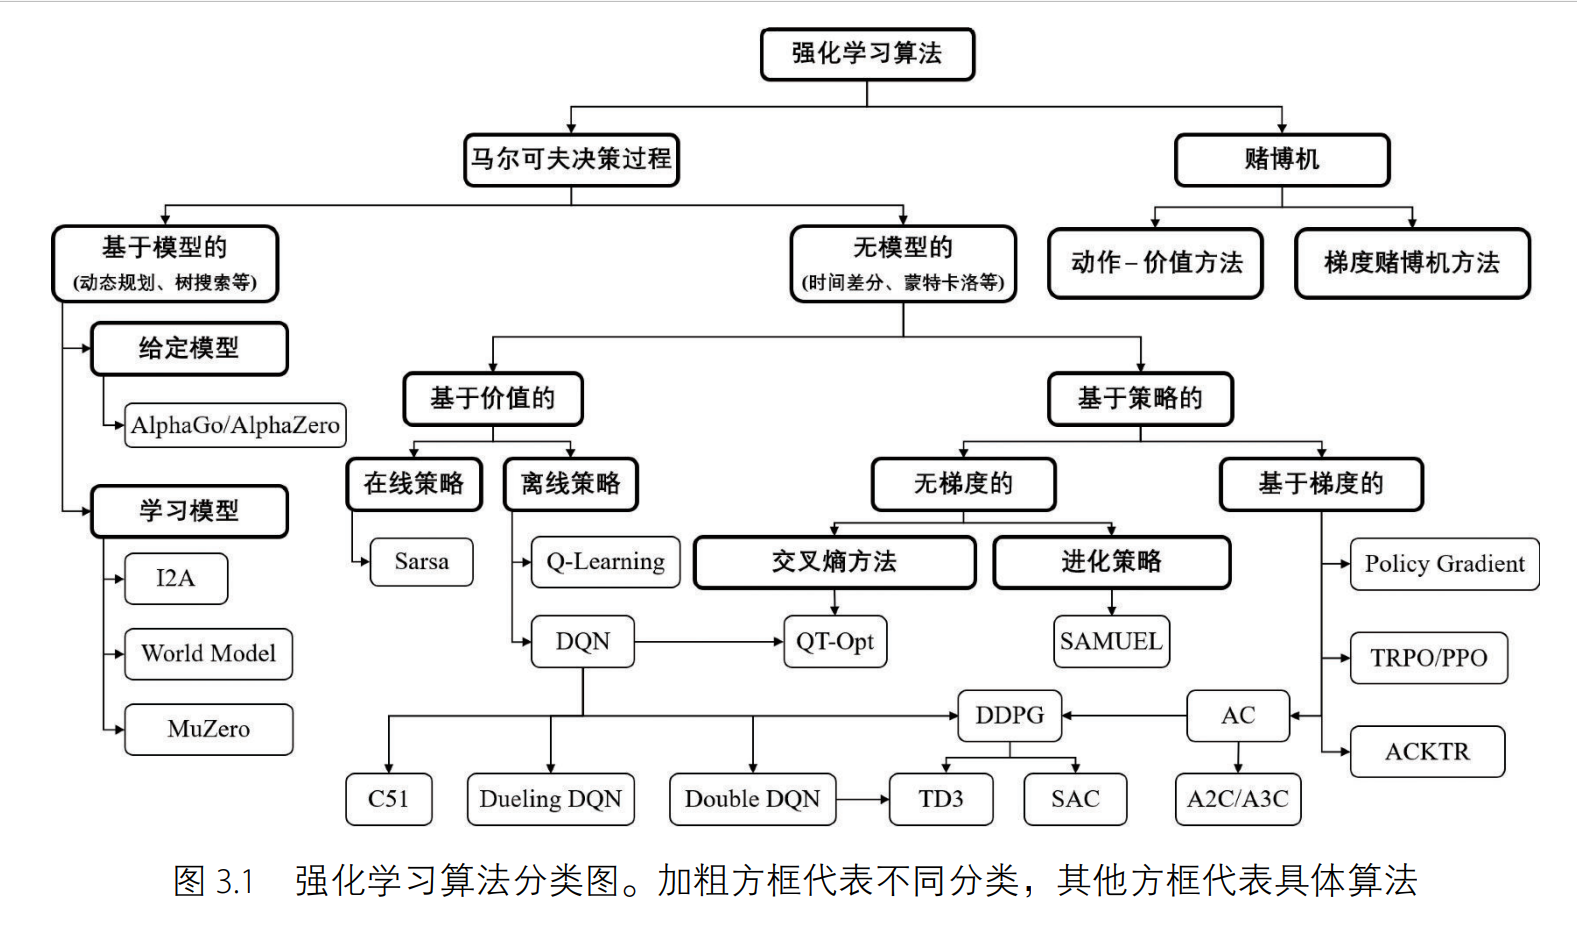 强化学习算法
马尔可夫决策过程
赌博机
基于模型的
(动态规划、树搜索等)
无模型的
(时间差分、蒙特卡洛等)
动作–价值方法
梯度赌博机方法
给定模型
AlphaGo/AlphaZero
基于价值的
基于策略的
在线策略
离线策略
无梯度的
基于梯度的
学习模型
Sarsa
Q-Learning
交叉熵方法
进化策略
Policy Gradient
I2A
DQN
QT-Opt
SAMUEL
World Model
TRPO/PPO
MuZero
DDPG
AC
ACKTR
C51
Dueling DQN
Double DQN
TD3
SAC
A2C/A3C
图 3.1 强化学习算法分类图。加粗方框代表不同分类，其他方框代表具体算法